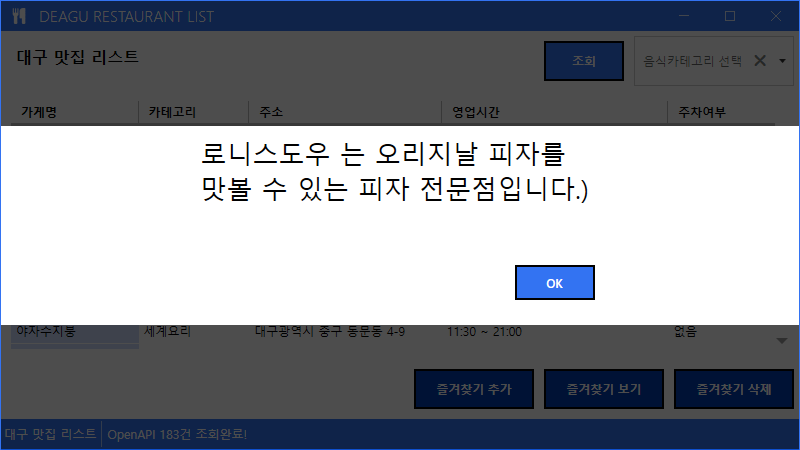 DEAGU RESTAURANT LIST
대구 맛집 리스트
조회
음식카테고리 선택
가게명 카테고리 주소 영업시간 주차여부
로니스도우 는 오리지날 피자를
맛볼 수 있는 피자 전문점입니다.)
OK
야자수지붕 세계요리 대구광역시 중구 동문동 4-9 11:30 ~ 21:00 없음
즐겨찾기 추가 즐겨찾기 보기 즐겨찾기 삭제
대구 맛집 리스트 OpenAPI 183건 조회완료!